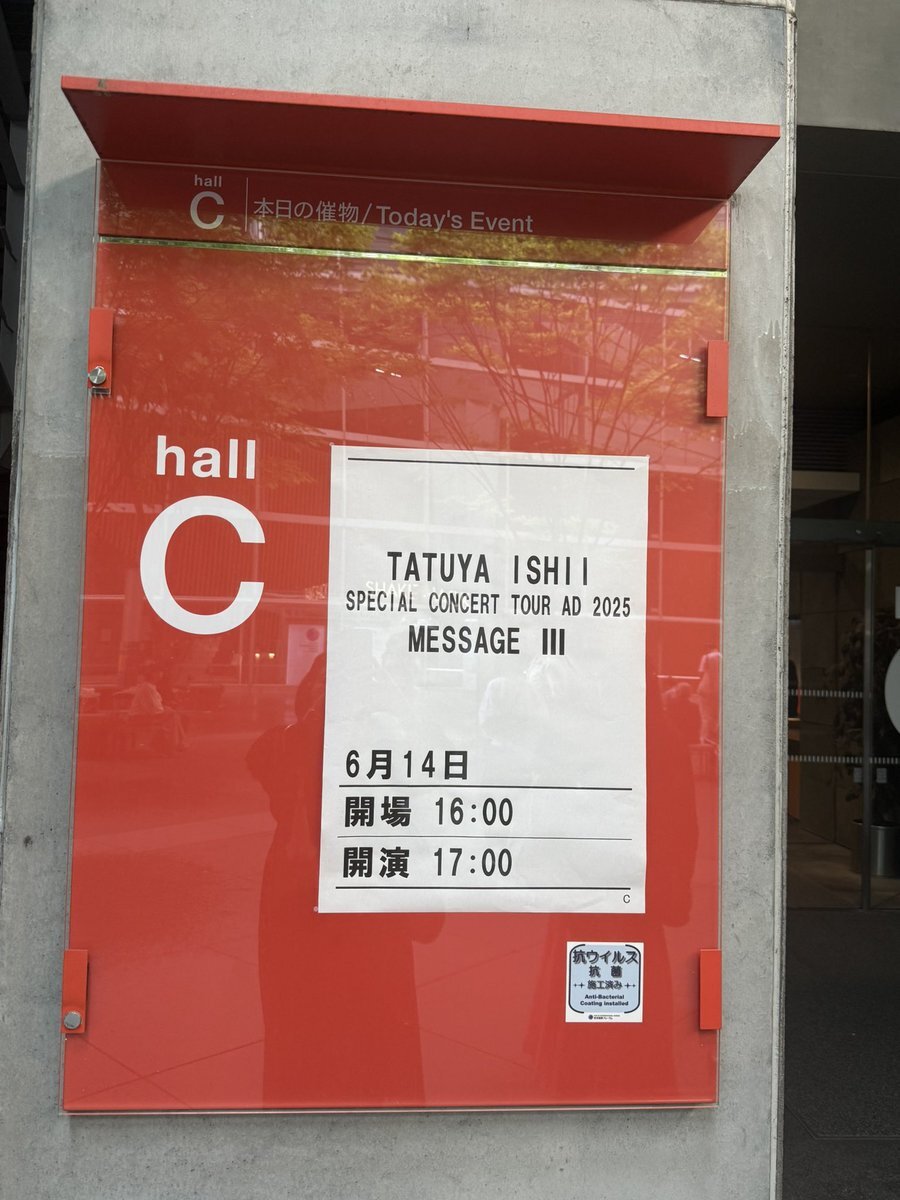 hall
C
本日の催物/Today's Event
hall
C
TATUYA ISHII
SPECIAL CONCERT TOUR AD 2025
MESSAGE III
6月14日
開場 16:00
開演 17:00
C
抗ウイルス
抗菌
施工済み
Anti-Bacterial
Coating installed